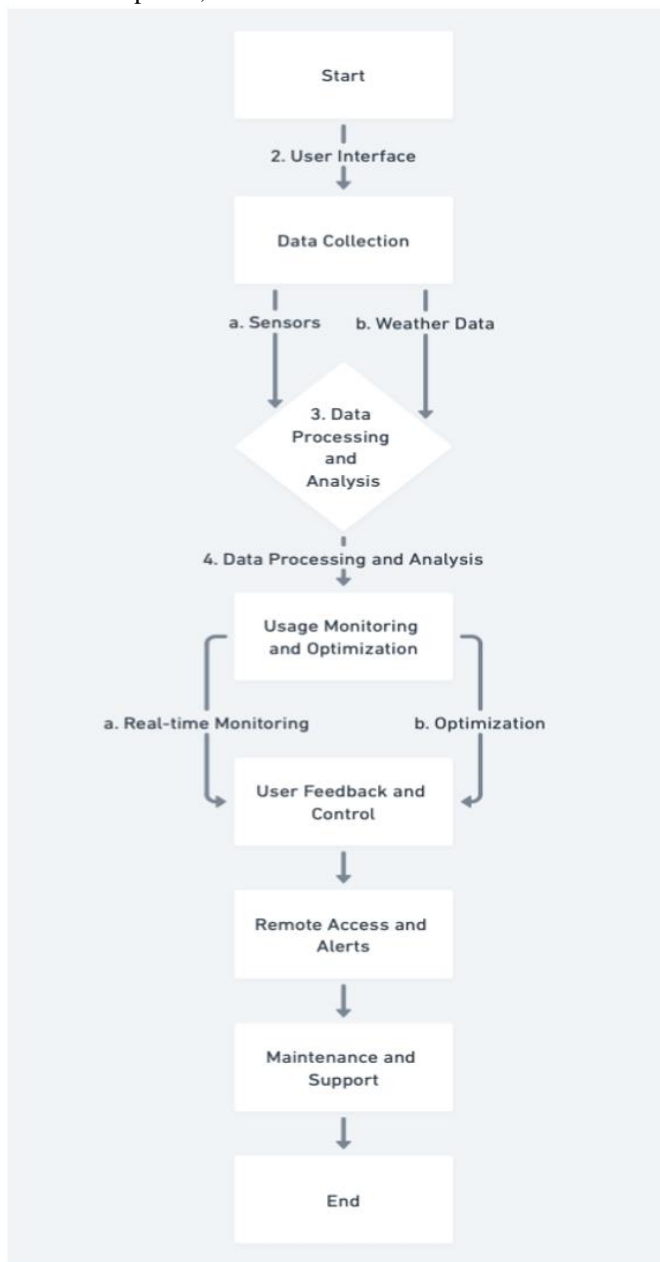 Start
2. User Interface
Data Collection
a. Sensors
b. Weather Data
3. Data
Processing
and
Analysis
4. Data Processing and Analysis
Usage Monitoring
and Optimization
a. Real-time Monitoring
b. Optimization
User Feedback and
Control
Remote Access and
Alerts
Maintenance and
Support
End